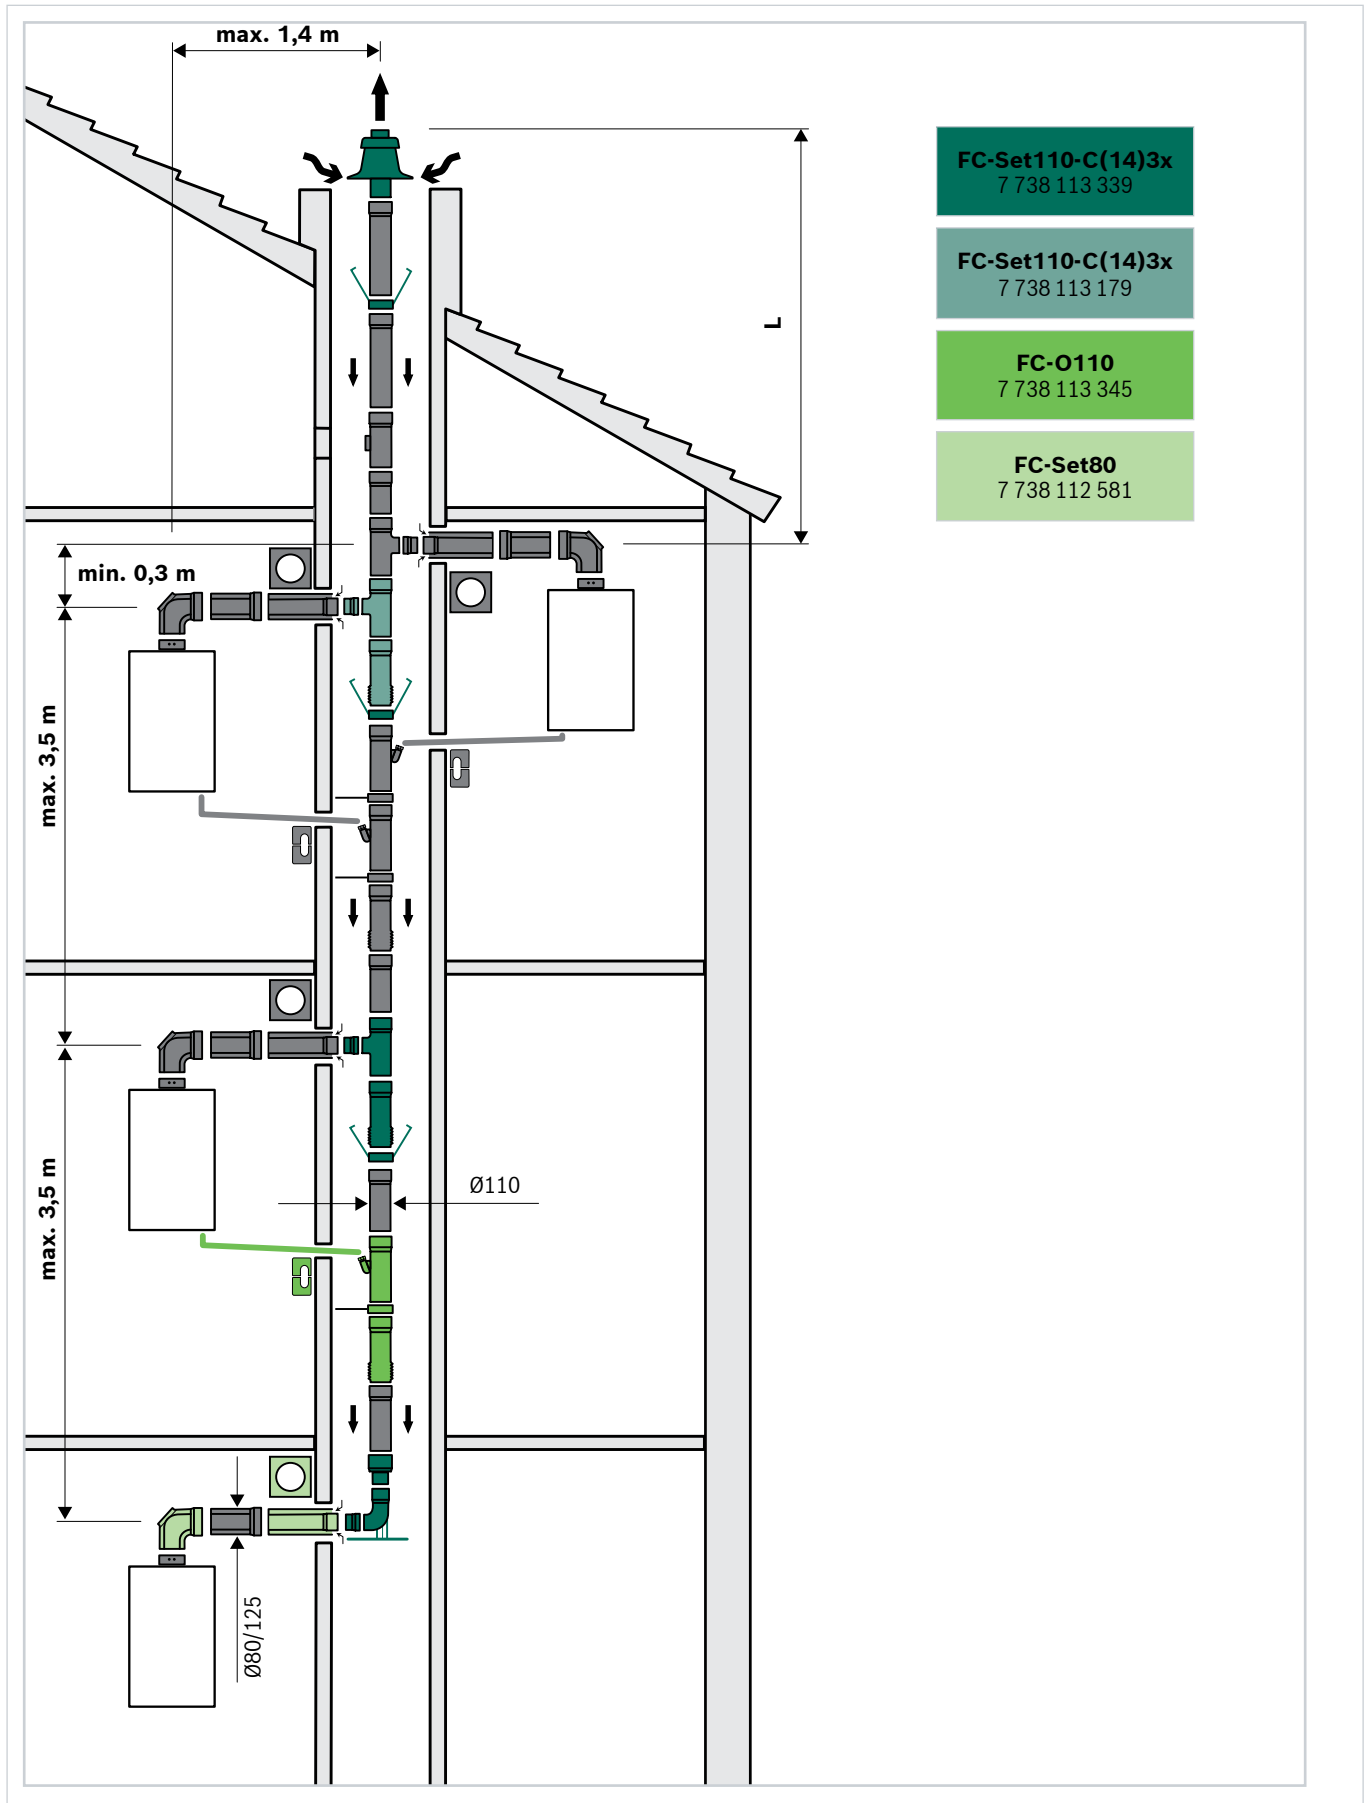 max. 1,4 m
FC-Set110-C(14)3x
7 738 113 339
FC-Set110-C(14)3x
7 738 113 179
L
FC-O110
7 738 113 345
FC-Set80
7 738 112 581
min. 0,3 m
max. 3,5 m
Ø110
max. 3,5 m
Ø80/125